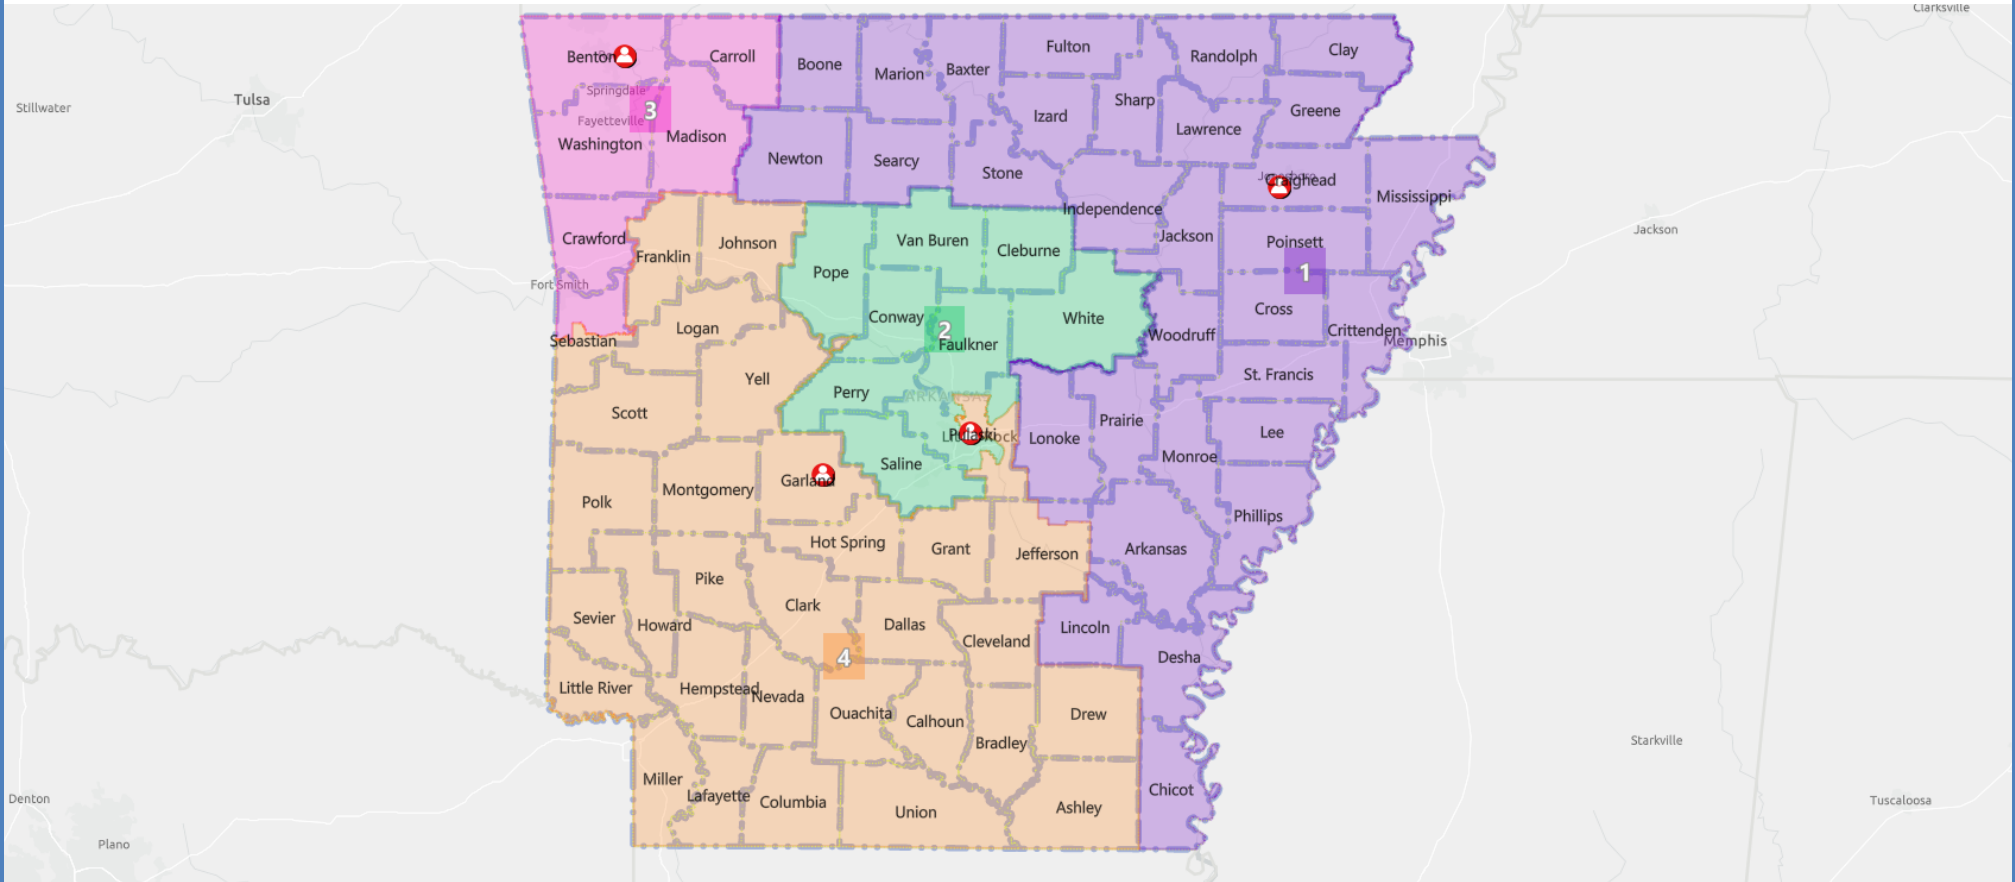 Clarksville
Fulton
Clay
Benton
Carroll
Boone
Marion
Baxter
Randolph
Springdale
Stillwater
Tulsa
3
Sharp
Greene
Fayetteville
Izard
Lawrence
Madison
Washington
Newton
Searcy
Stone
Craighead
Mississippi
Independence
Jackson
Jackson
Crawford
Johnson
Van Buren
Cleburne
Poinsett
Franklin
Pope
1
Fort Smith
Cross
Logan
Conway
2
White
Woodruff
Crittenden
Sebastian
Faulkner
Memphis
Yell
St. Francis
Perry
ARKANSAS
Scott
Prairie
Pulaski
Lonoke
Lee
Saline
Monroe
Garland
Montgomery
Polk
Phillips
Hot Spring
Grant
Jefferson
Arkansas
Pike
Clark
Sevier
Howard
Dallas
Lincoln
Cleveland
4
Desha
Little River
Hempstead
Nevada
Ouachita
Calhoun
Drew
Bradley
Starkville
Miller
Lafayette
Columbia
Chicot
Denton
Union
Ashley
Tuscaloosa
Plano